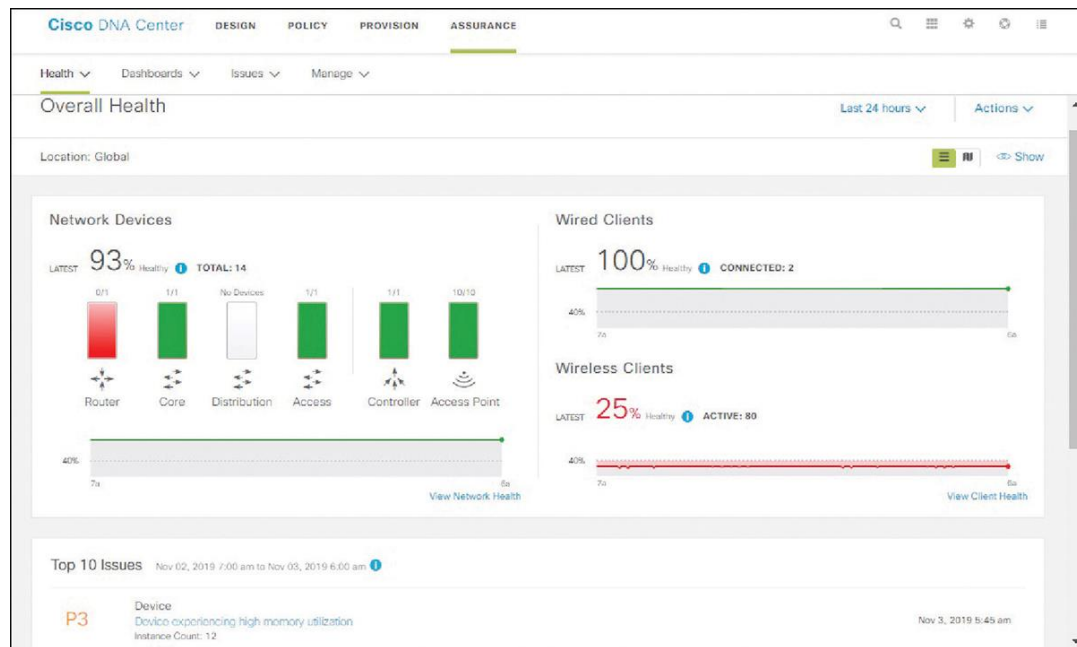 Cisco DNA Center DESIGN POLICY PROVISION ASSURANCE
Health Dashboards Issues Manage
Overall Health Last 24 hours Actions
Location: Global Show
Network Devices
LATEST 93% Healthy TOTAL: 14
0/1 1/1 No Devices 1/1 1/1 10/10
Router Core Distribution Access Controller Access Point
40%
7a 6a
View Network Health
Wired Clients
LATEST 100% Healthy CONNECTED: 2
40%
7a 6a
Wireless Clients
LATEST 25% Healthy ACTIVE: 80
40%
7a 6a
View Client Health
Top 10 Issues Nov 02, 2019 7:00 am to Nov 03, 2019 6:00 am
P3
Device
Device experiencing high memory utilization
Instance Count: 12
Nov 3, 2019 5:45 am